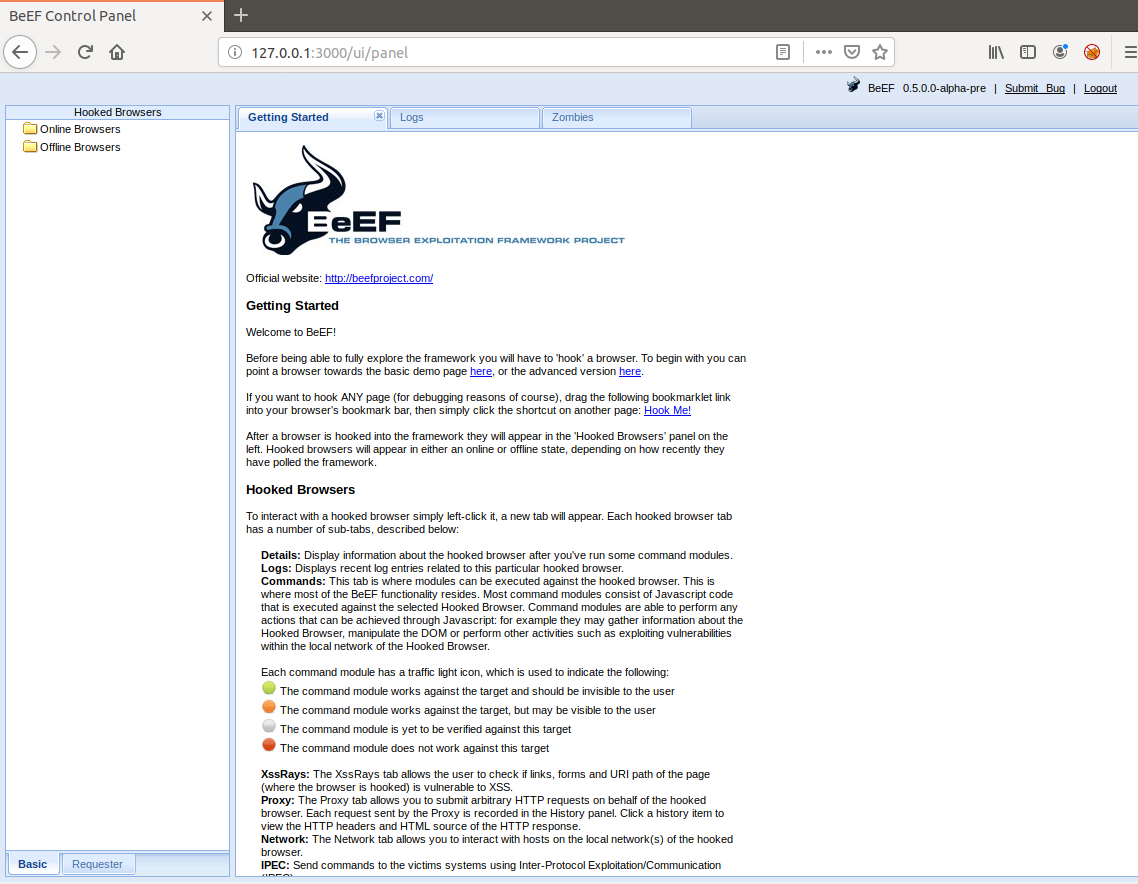 BeEF Control Panel
127.0.0.1:3000/ui/panel
BeEF 0.5.0.0-alpha-pre | Submit Bug | Logout
Hooked Browsers
Online Browsers
Offline Browsers
Getting Started
Logs
Zombies
BeEF
THE BROWSER EXPLOITATION FRAMEWORK PROJECT
Official website: http://beefproject.com/
Getting Started
Welcome to BeEF!
Before being able to fully explore the framework you will have to 'hook' a browser. To begin with you can
point a browser towards the basic demo page here, or the advanced version here.
If you want to hook ANY page (for debugging reasons of course), drag the following bookmarklet link
into your browser's bookmark bar, then simply click the shortcut on another page: Hook Me!
After a browser is hooked into the framework they will appear in the 'Hooked Browsers' panel on the
left. Hooked browsers will appear in either an online or offline state, depending on how recently they
have polled the framework.
Hooked Browsers
To interact with a hooked browser simply left-click it, a new tab will appear. Each hooked browser tab
has a number of sub-tabs, described below:
Details: Display information about the hooked browser after you've run some command modules.
Logs: Displays recent log entries related to this particular hooked browser.
Commands: This tab is where modules can be executed against the hooked browser. This is
where most of the BeEF functionality resides. Most command modules consist of Javascript code
that is executed against the selected Hooked Browser. Command modules are able to perform any
actions that can be achieved through Javascript: for example they may gather information about the
Hooked Browser, manipulate the DOM or perform other activities such as exploiting vulnerabilities
within the local network of the Hooked Browser.
Each command module has a traffic light icon, which is used to indicate the following:
The command module works against the target and should be invisible to the user
The command module works against the target, but may be visible to the user
The command module is yet to be verified against this target
The command module does not work against this target
XssRays: The XssRays tab allows the user to check if links, forms and URI path of the page
(where the browser is hooked) is vulnerable to XSS.
Proxy: The Proxy tab allows you to submit arbitrary HTTP requests on behalf of the hooked
browser. Each request sent by the Proxy is recorded in the History panel. Click a history item to
view the HTTP headers and HTML source of the HTTP response.
Network: The Network tab allows you to interact with hosts on the local network(s) of the hooked
browser.
IPEC: Send commands to the victims systems using Inter-Protocol Exploitation/Communication
Basic
Requester